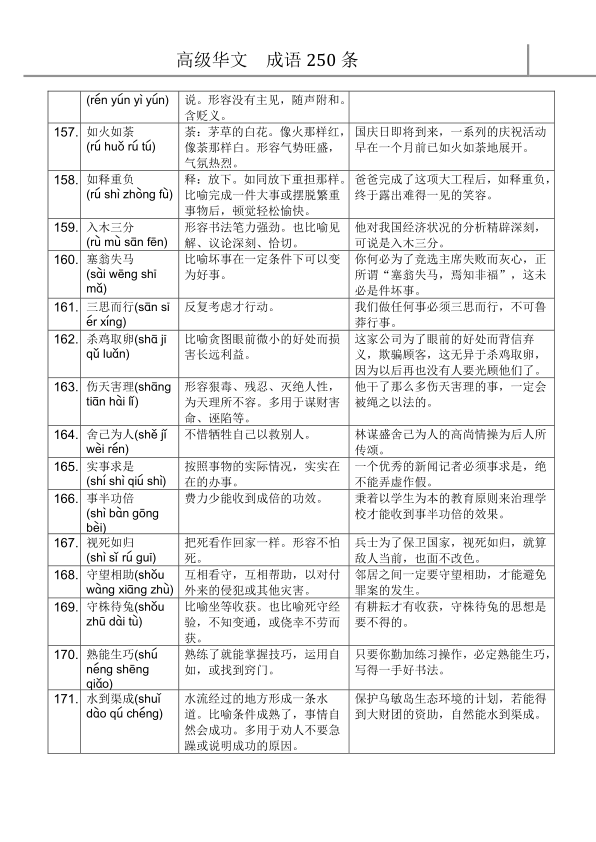 高级华文 成语 250 条
(rén yún yì yún)
说。形容没有主见，随声附和。
含贬义。
157.
如火如荼
(rú huǒ rú tú)
荼：茅草的白花。像火那样红，
像荼那样白。形容气势旺盛，
气氛热烈。
国庆日即将到来，一系列的庆祝活动
早在一个月前已如火如荼地展开。
158.
如释重负
(rú shì zhòng fù)
释；放下。如同放下重担那样。
比喻完成一件大事或摆脱繁重
事物后，顿觉轻松愉快。
爸爸完成了这项大工程后，如释重负，
终于露出难得一见的笑容。
159.
入木三分
(rù mù sān fēn)
形容书法笔力强劲。也比喻见
解、议论深刻、恰切。
他对我国经济状况的分析精辟深刻，
可说是入木三分。
160.
塞翁失马
(sài wēng shī
mǎ)
比喻坏事在一定条件下可以变
为好事。
你何必为了竞选主席失败而灰心，正
所谓“塞翁失马，焉知非福”，这未
必是件坏事。
161.
三思而行(sān sī
ér xíng)
反复考虑才行动。
我们做任何事必须三思而行，不可鲁
莽行事。
162.
杀鸡取卵(shā jī
qǔ luǎn)
比喻贪图眼前微小的好处而损
害长远利益。
这家公司为了眼前的好处而背信弃
义，欺骗顾客，这无异于杀鸡取卵，
因为以后再也没有人要光顾他们了。
163.
伤天害理(shāng
tiān hài lǐ)
形容狠毒、残忍、灭绝人性，
为天理所不容。多用于谋财害
命、诬陷等。
他干了那么多伤天害理的事，一定会
被绳之以法的。
164.
舍己为人(shě jǐ
wèi rén)
不惜牺牲自己以救别人。
林谋盛舍己为人的高尚情操为后人所
传颂。
165.
实事求是
(shí shì qiú shì)
按照事物的实际情况，实实在
在的办事。
一个优秀的新闻记者必须事求是，绝
不能弄虚作假。
166.
事半功倍
(shì bàn gōng
bèi)
费力少能收到成倍的功效。
秉着以学生为本的教育原则来治理学
校才能收到事半功倍的效果。
167.
视死如归
(shì sǐ rú guī)
把死看作回家一样。形容不怕
死。
兵士为了保卫国家，视死如归，就算
敌人当前，也面不改色。
168.
守望相助(shǒu
wàng xiāng zhù)
互相看守，互相帮助，以对付
外来的侵犯或其他灾害。
邻居之间一定要守望相助，才能避免
罪案的发生。
169.
守株待兔(shǒu
zhū dài tù)
比喻坐等收获。也比喻死守经
验，不知变通，或侥幸不劳而
获。
有耕耘才有收获，守株待兔的思想是
要不得的。
170.
熟能生巧(shú
néng shēng
qiǎo)
熟练了就能掌握技巧，运用自
如，或找到窍门。
只要你勤加练习操作，必定熟能生巧，
写得一手好书法。
171.
水到渠成(shuǐ
dào qú chéng)
水流经过的地方形成一条水
道。比喻条件成熟了，事情自
然会成功。多用于劝人不要急
躁或说明成功的原因。
保护乌敏岛生态环境的计划，若能得
到大财团的资助，自然能水到渠成。